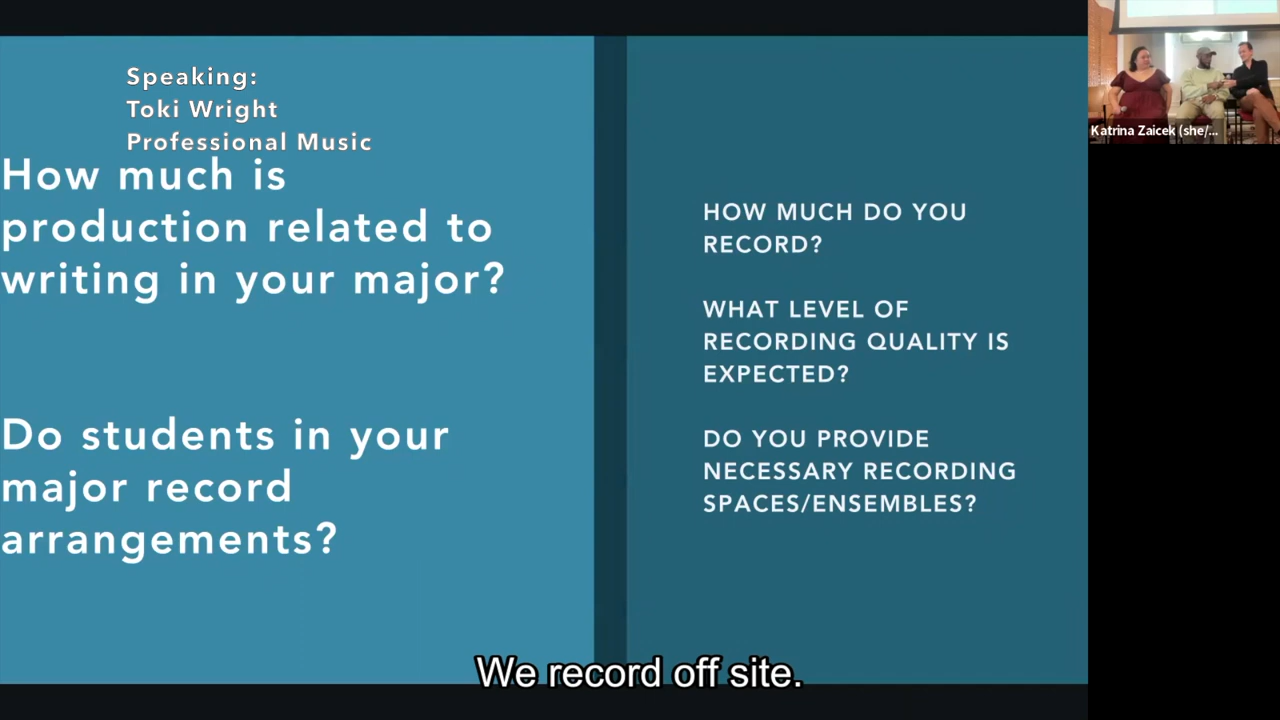 Speaking:
Toki Wright
Professional Music
How much is
production related to
writing in your major?
Do students in your
major record
arrangements?
HOW MUCH DO YOU
RECORD?
WHAT LEVEL OF
RECORDING QUALITY IS
EXPECTED?
DO YOU PROVIDE
NECESSARY RECORDING
SPACES/ENSEMBLES?
Katrina Zaicek (she/...
We record off site.